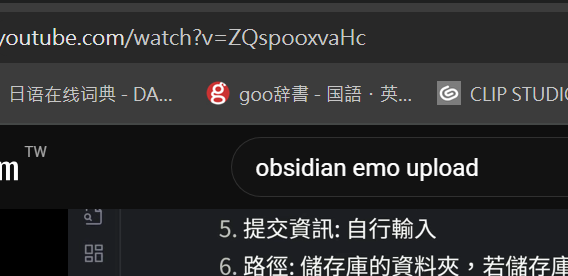 youtube.com/watch?v=ZQspooxvaHc
日语在线词典 - DA... goo辞書 - 国語・英... CLIP STUDIO
m TW obsidian emo upload
5. 提交資訊: 自行輸入
6. 路徑: 儲存庫的資料夾，若儲存庫